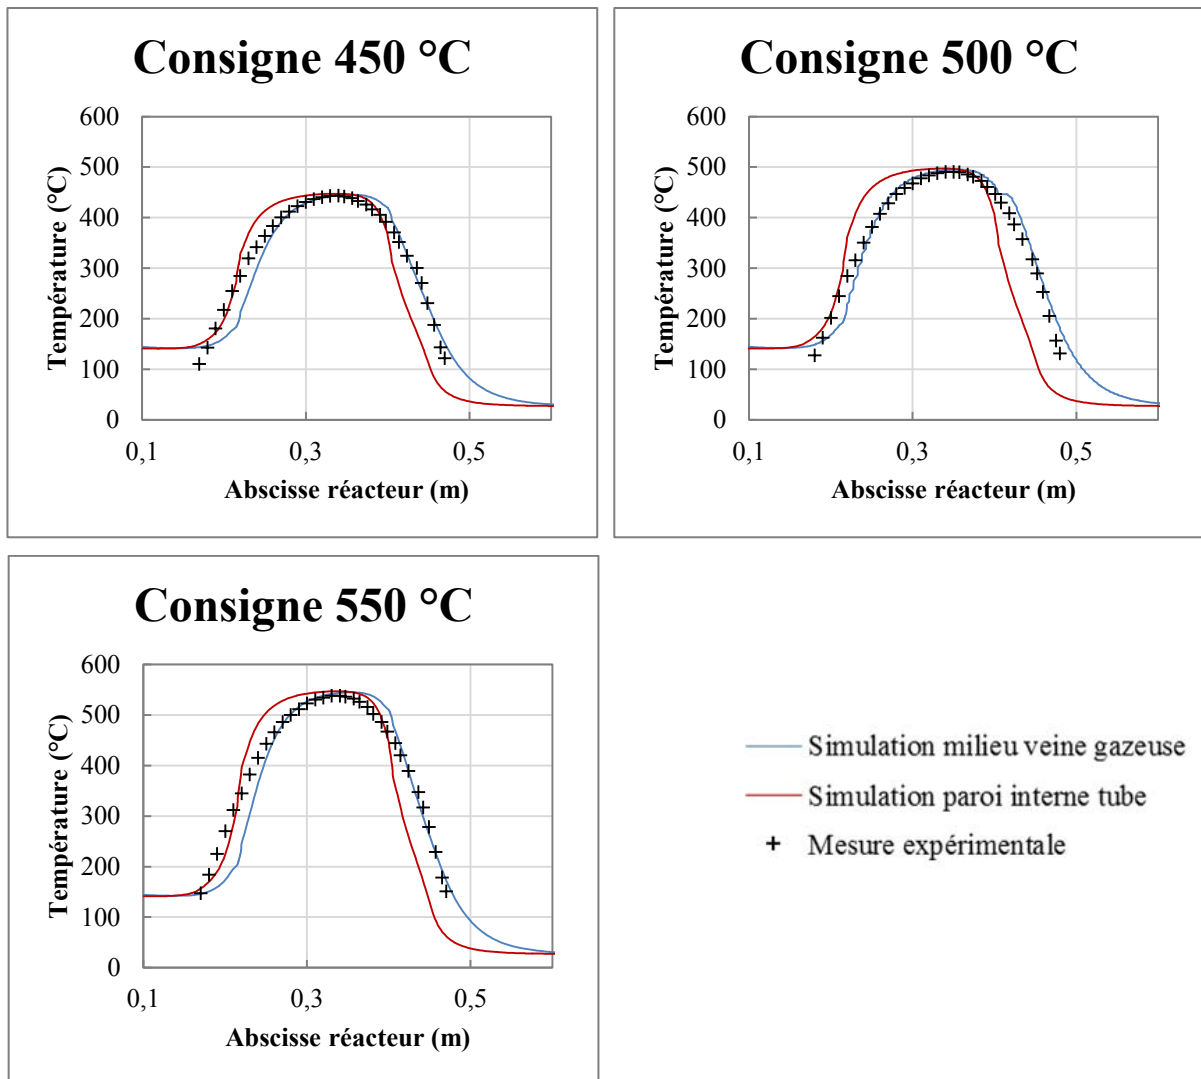 Consigne 450 °C
600
500
400
300
200
100
0
Température (°C)
0,1
0,3
0,5
Abscisse réacteur (m)
Consigne 500 °C
600
500
400
300
200
100
0
Température (°C)
0,1
0,3
0,5
Abscisse réacteur (m)
Consigne 550 °C
600
500
400
300
200
100
0
Température (°C)
0,1
0,3
0,5
Abscisse réacteur (m)
Simulation milieu veine gazeuse
Simulation paroi interne tube
Mesure expérimentale